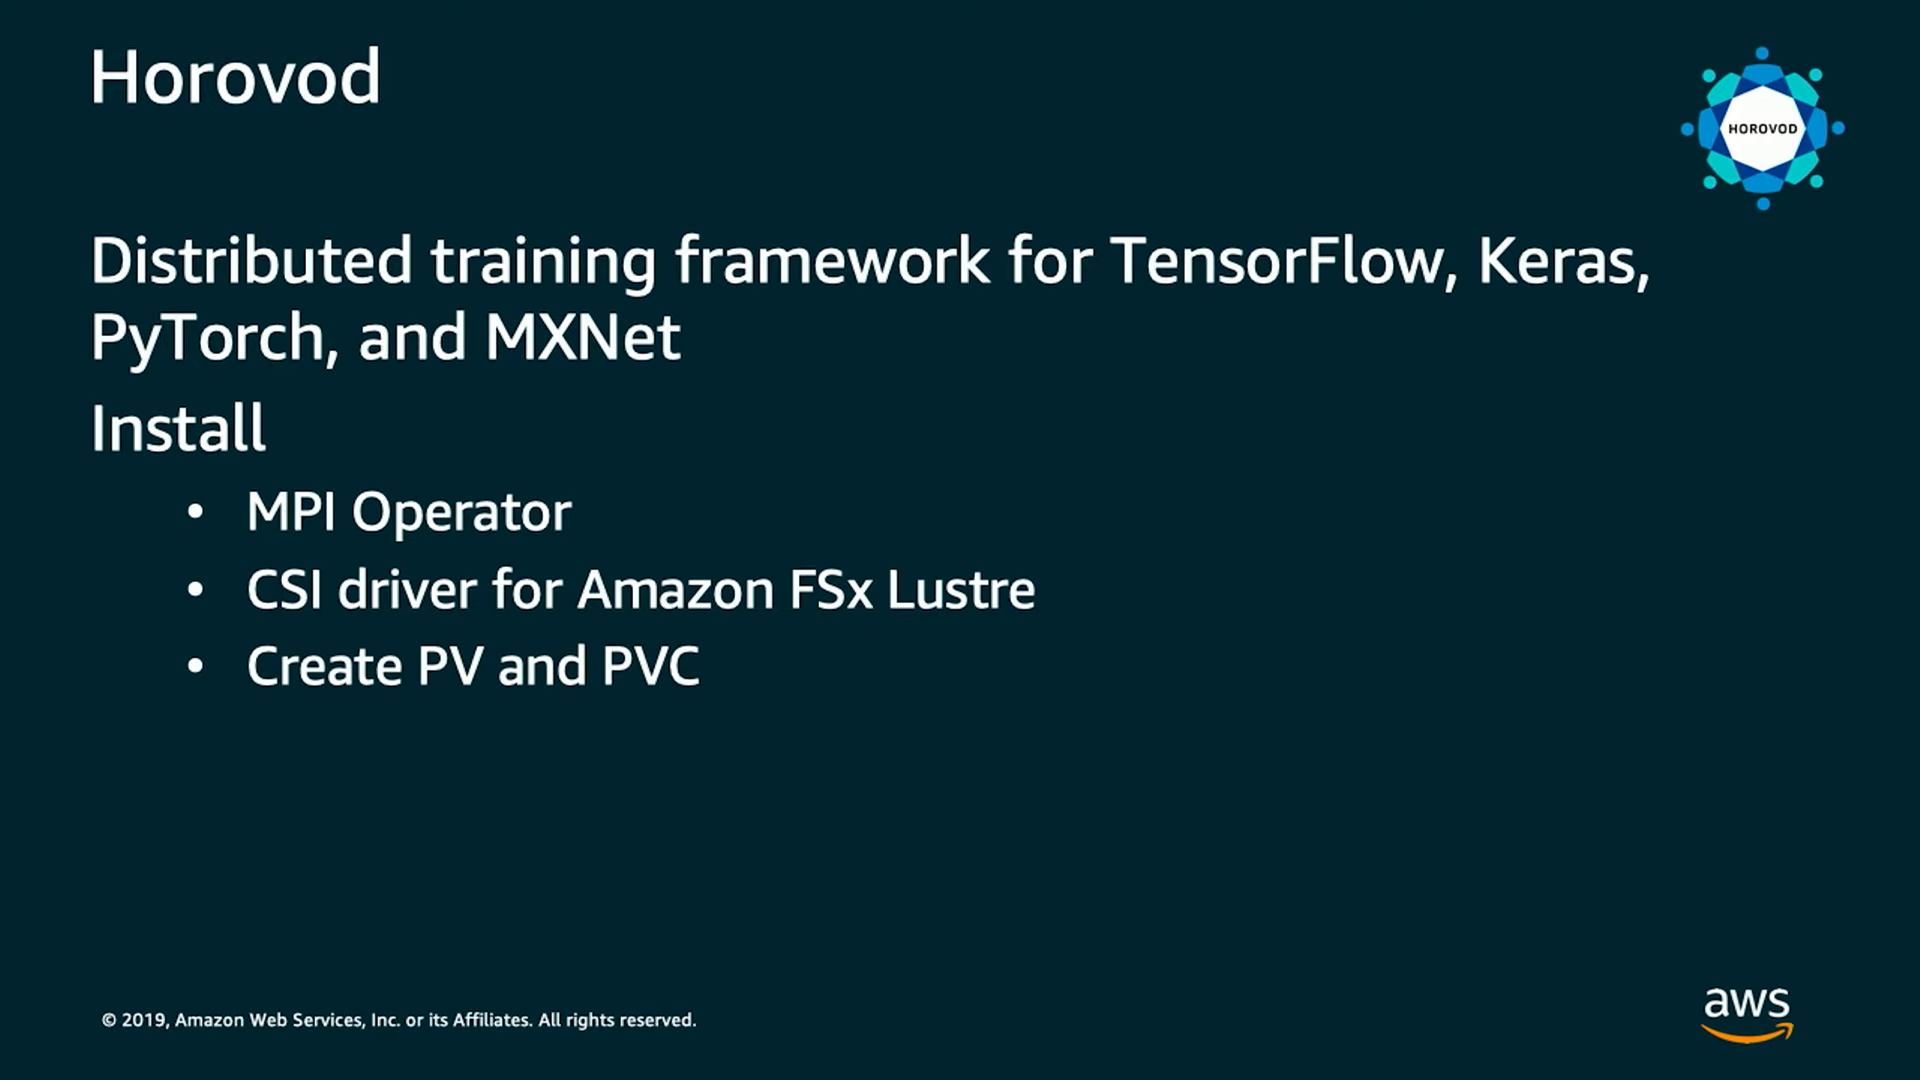 Horovod
HOROVOD
Distributed training framework for TensorFlow, Keras,
PyTorch, and MXNet
Install
• MPI Operator
• CSI driver for Amazon FSx Lustre
• Create PV and PVC
© 2019, Amazon Web Services, Inc. or its Affiliates. All rights reserved.
aws